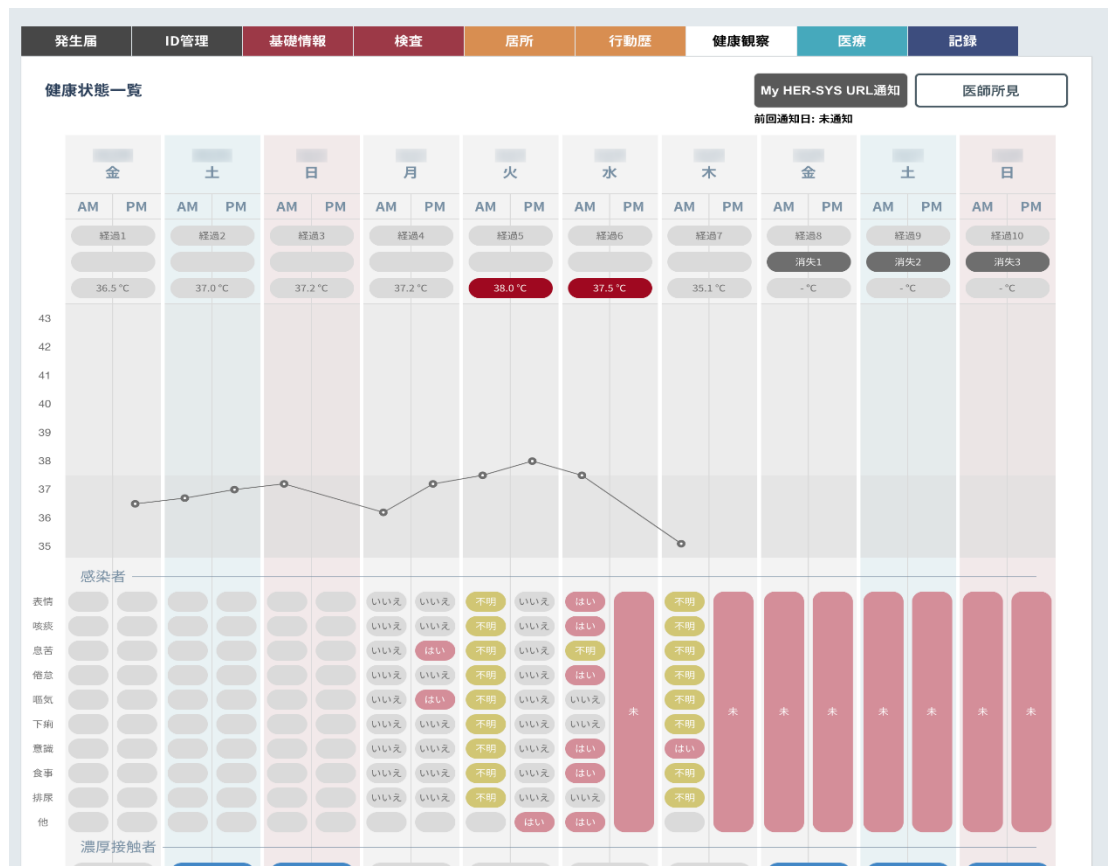 発生届 ID管理 基礎情報 検査 居所 行動歴 健康観察 医療 記録
健康状態一覧 My HER-SYS URL通知 医師所見
前回通知日: 未通知
金 土 日 月 火 水 木 金 土 日
AM PM AM PM AM PM AM PM AM PM AM PM AM PM AM PM AM PM AM PM
経過1 経過2 経過3 経過4 経過5 経過6 経過7 経過8 経過9 経過10
消失1 消失2 消失3
36.5℃ 37.0℃ 37.2℃ 37.2℃ 38.0℃ 37.5℃ 35.1℃ -℃ -℃ -℃
43
42
41
40
39
38
37
36
35
感染者
表情 いいえ いいえ 不明 いいえ はい 不明
咳痰 いいえ いいえ 不明 いいえ はい 不明
息苦 いいえ はい 不明 いいえ 不明 不明
倦怠 いいえ いいえ 不明 いいえ はい 不明
嘔気 いいえ はい 不明 いいえ いいえ 未 不明 未 未 未 未 未 未 未
下痢 いいえ いいえ 不明 いいえ いいえ 不明
意識 いいえ いいえ 不明 いいえ はい はい
食事 いいえ いいえ 不明 いいえ はい 不明
排尿 いいえ いいえ 不明 いいえ いいえ 不明
他 はい はい
濃厚接触者